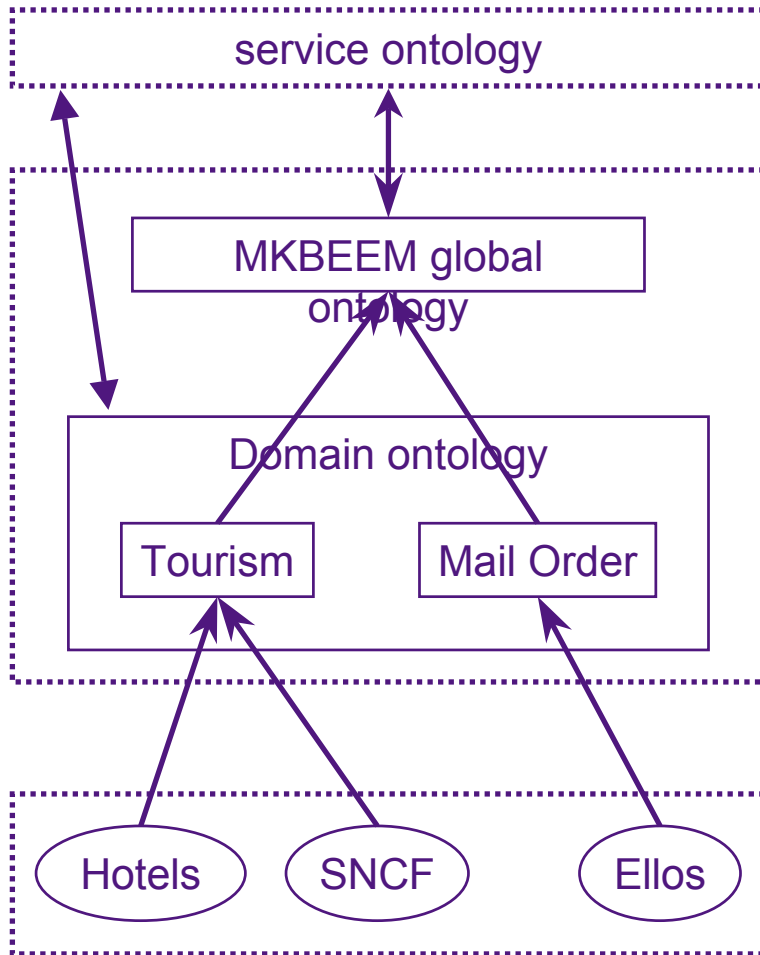 service ontology
MKBEEM global
ontology
Domain ontology
Tourism
Mail Order
Hotels
SNCF
Ellos